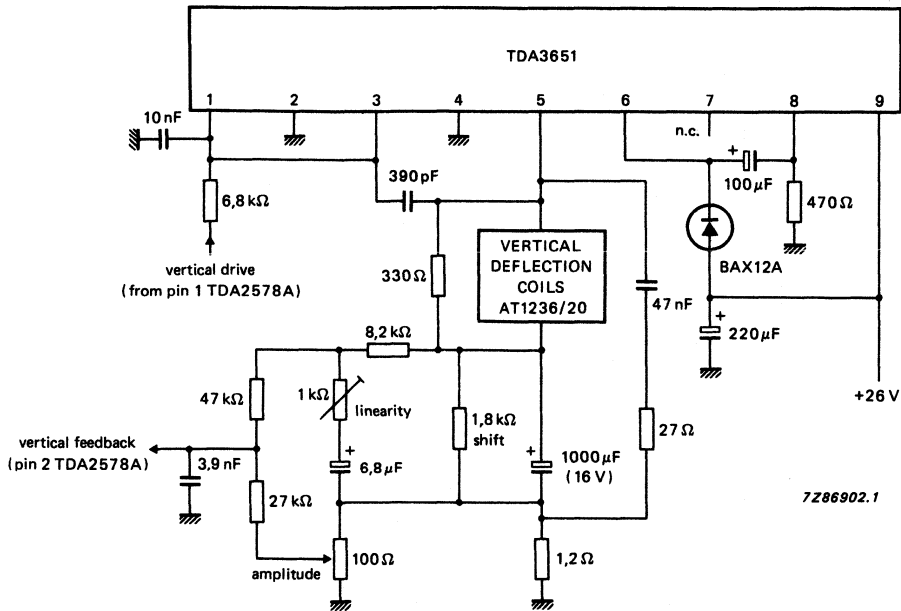 TDA3651
1 2 3 4 5 6 7 8 9
10 nF
n.c.
+
390 pF
100 µF
6,8 kΩ
470 Ω
vertical drive
(from pin 1 TDA2578A)
330 Ω
VERTICAL
DEFLECTION
COILS
AT1236/20
BAX12A
47 nF
+
220 µF
8,2 kΩ
47 kΩ
1 kΩ
linearity
1,8 kΩ
shift
+26 V
27 Ω
vertical feedback
(pin 2 TDA2578A)
3,9 nF
+
6,8 µF
+
1000 µF
(16 V)
27 kΩ
7Z86902.1
amplitude
100 Ω
1,2 Ω